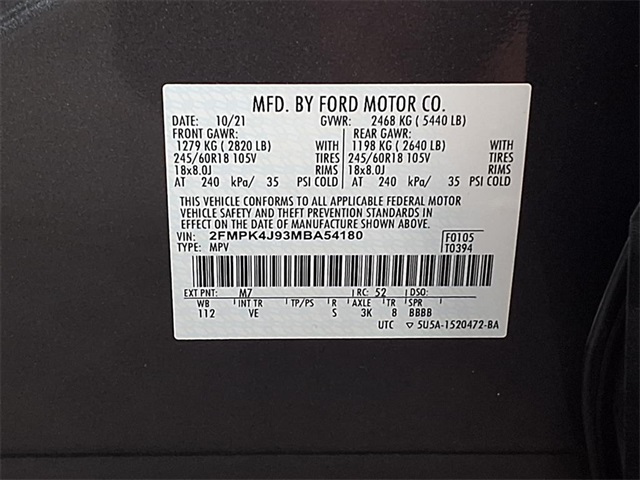 MFD. BY FORD MOTOR CO.
DATE: 10/21 GVWR: 2468 KG ( 5440 LB)
FRONT GAWR: REAR GAWR:
1279 KG ( 2820 LB) WITH 1198 KG ( 2640 LB) WITH
245/60R18 105V TIRES 245/60R18 105V TIRES
18x8.0J RIMS 18x8.0J RIMS
AT 240 kPa/ 35 PSI COLD AT 240 kPa/ 35 PSI COLD
THIS VEHICLE CONFORMS TO ALL APPLICABLE FEDERAL MOTOR
VEHICLE SAFETY AND THEFT PREVENTION STANDARDS IN
EFFECT ON THE DATE OF MANUFACTURE SHOWN ABOVE.
VIN: 2FMPK4J93MBA54180 F0105
TYPE: MPV T0394
EXT PNT: M7 RC: 52 DSO:
WB INT TR TP/PS R AXLE TR SPR
112 VE S 3K 8 BBBB
UTC 5U5A-1520472-BA